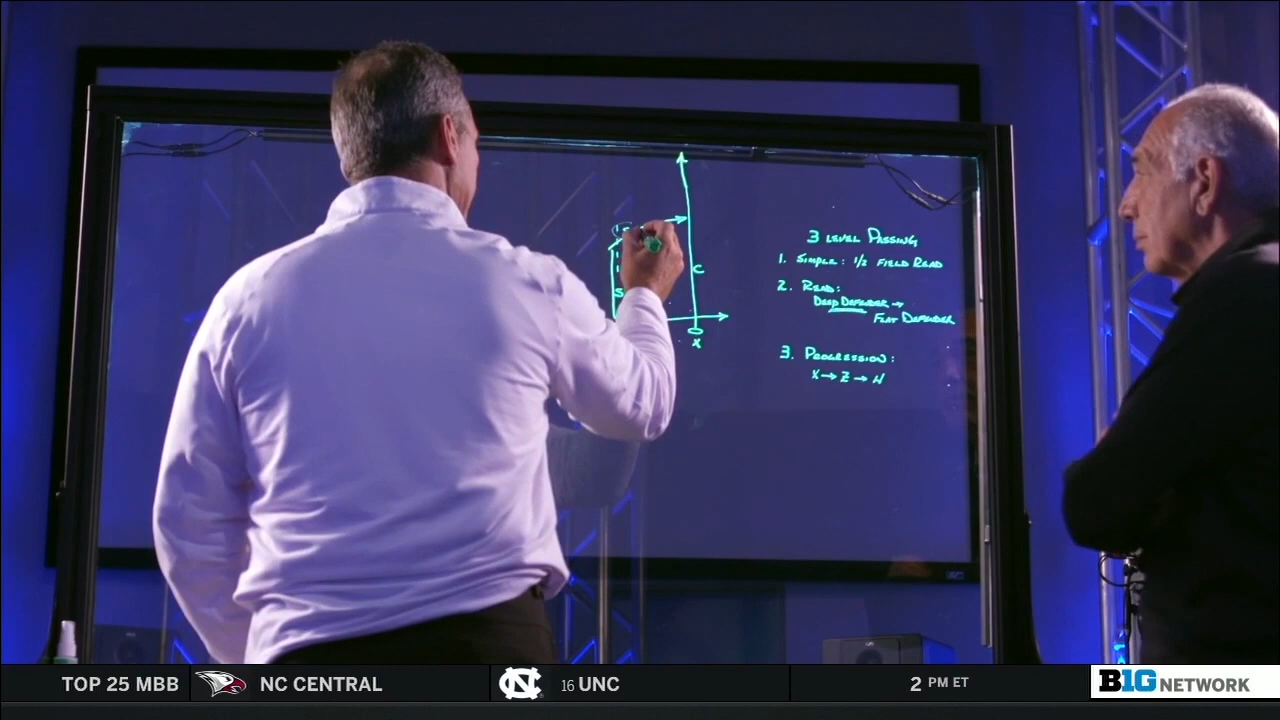 3 LEVEL PASSING
1. SIMPLE: 1/2 FIELD READ
2. READ:
DEEP DEFENDER →
FLAT DEFENDER
3. PROGRESSION:
X → Z → H
C
S
X
TOP 25 MBB
NC CENTRAL
NC
16 UNC
2 PM ET
B1G NETWORK